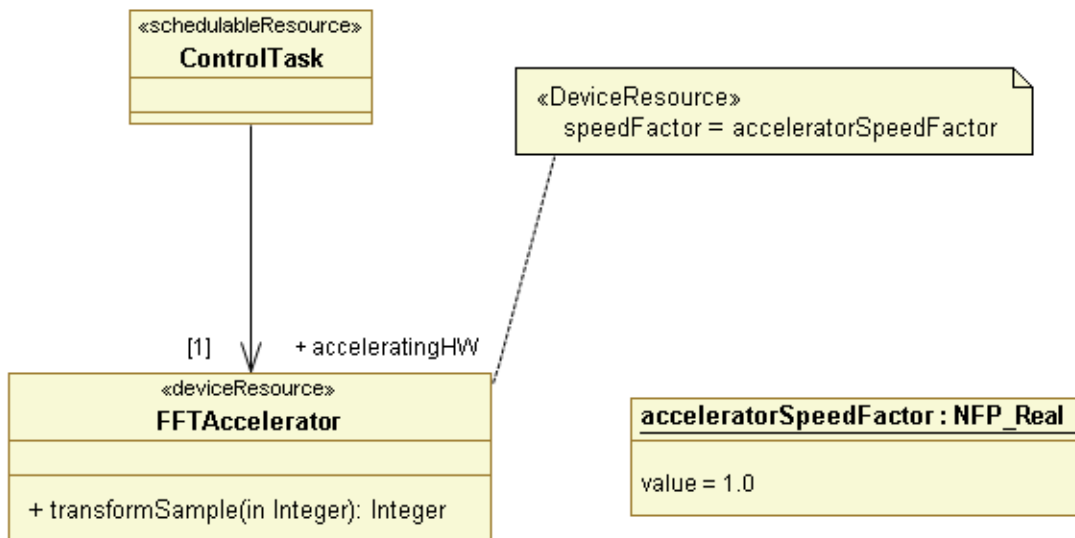 «schedulableResource»
ControlTask
«DeviceResource»
speedFactor = acceleratorSpeedFactor
[1]
+ acceleratingHW
«deviceResource»
FFTAccelerator
+ transformSample(in Integer): Integer
acceleratorSpeedFactor : NFP_Real
value = 1.0